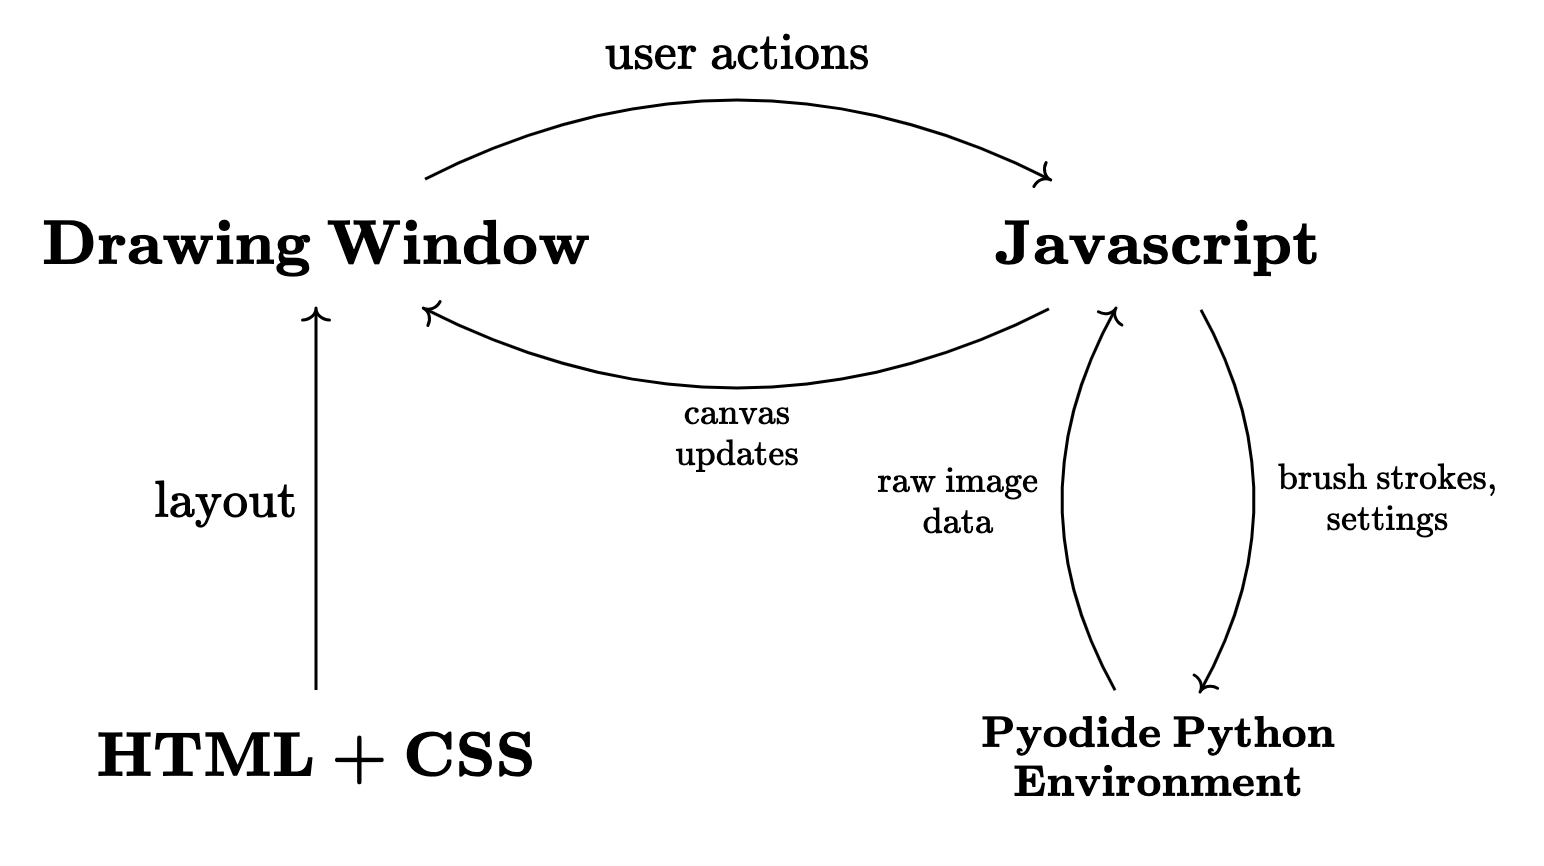 user actions
Drawing Window
Javascript
canvas
updates
layout
raw image
data
brush strokes,
settings
HTML + CSS
Pyodide Python
Environment